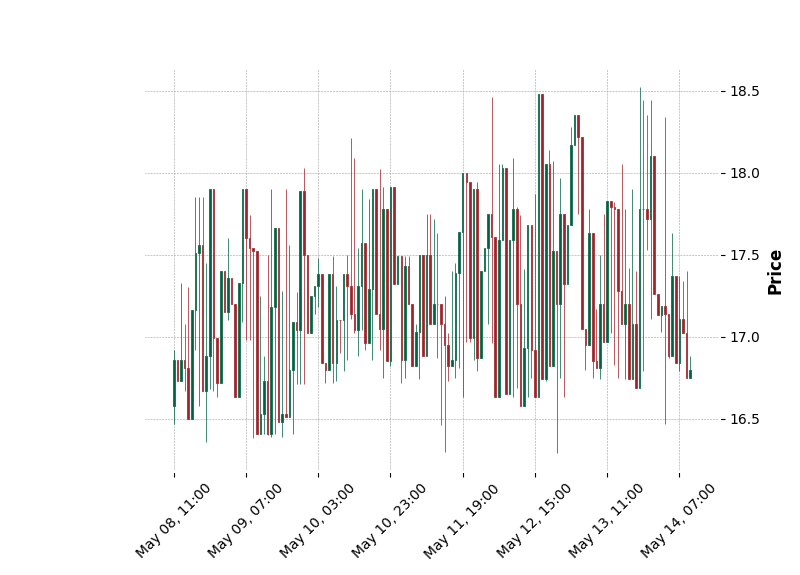 18.5
18.0
17.5
17.0
16.5
Price
May 08, 11:00
May 09, 07:00
May 10, 03:00
May 10, 23:00
May 11, 19:00
May 12, 15:00
May 13, 11:00
May 14, 07:00